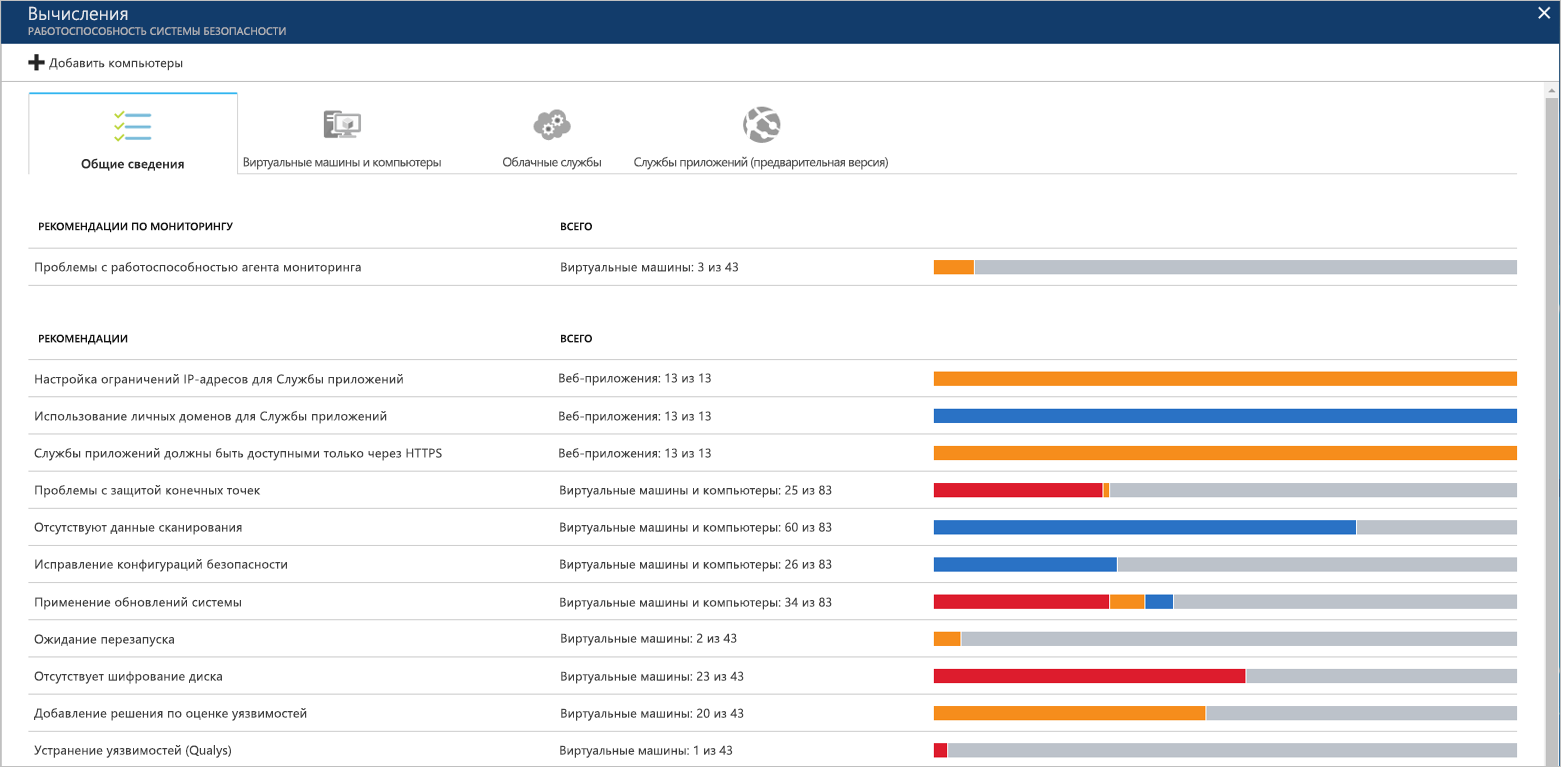 Вычисления
РАБОТОСПОСОБНОСТЬ СИСТЕМЫ БЕЗОПАСНОСТИ
Добавить компьютеры
Общие сведения
Виртуальные машины и компьютеры
Облачные службы
Службы приложений (предварительная версия)
РЕКОМЕНДАЦИИ ПО МОНИТОРИНГУ ВСЕГО
Проблемы с работоспособностью агента мониторинга Виртуальные машины: 3 из 43
РЕКОМЕНДАЦИИ ВСЕГО
Настройка ограничений IP-адресов для Службы приложений Веб-приложения: 13 из 13
Использование личных доменов для Службы приложений Веб-приложения: 13 из 13
Службы приложений должны быть доступными только через HTTPS Веб-приложения: 13 из 13
Проблемы с защитой конечных точек Виртуальные машины и компьютеры: 25 из 83
Отсутствуют данные сканирования Виртуальные машины и компьютеры: 60 из 83
Исправление конфигураций безопасности Виртуальные машины и компьютеры: 26 из 83
Применение обновлений системы Виртуальные машины и компьютеры: 34 из 83
Ожидание перезапуска Виртуальные машины: 2 из 43
Отсутствует шифрование диска Виртуальные машины: 23 из 43
Добавление решения по оценке уязвимостей Виртуальные машины: 20 из 43
Устранение уязвимостей (Qualys) Виртуальные машины: 1 из 43